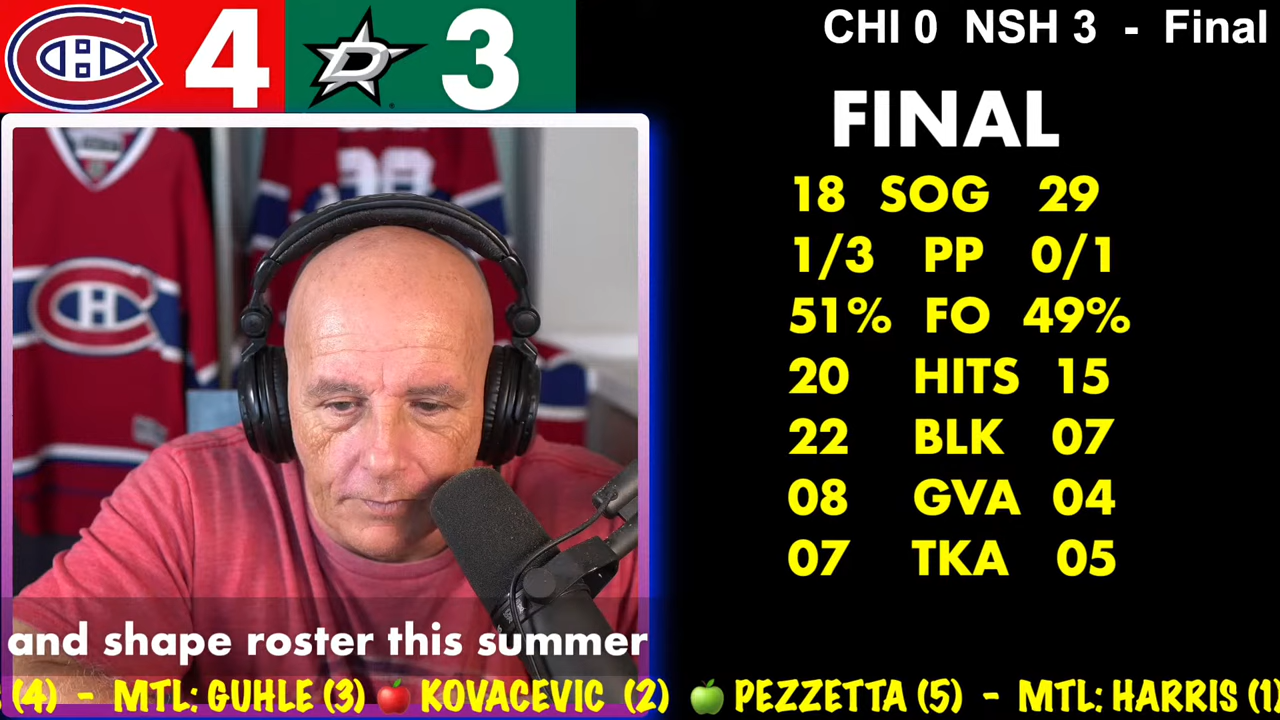 4 D 3
CHI 0 NSH 3 - Final
FINAL
18 SOG 29
1/3 PP 0/1
51% FO 49%
20 HITS 15
22 BLK 07
08 GVA 04
07 TKA 05
and shape roster this summer
(4) - MTL: GUHLE (3) 🍎 KOVACEVIC (2) 🍏 PEZZETTA (5) - MTL: HARRIS (1)